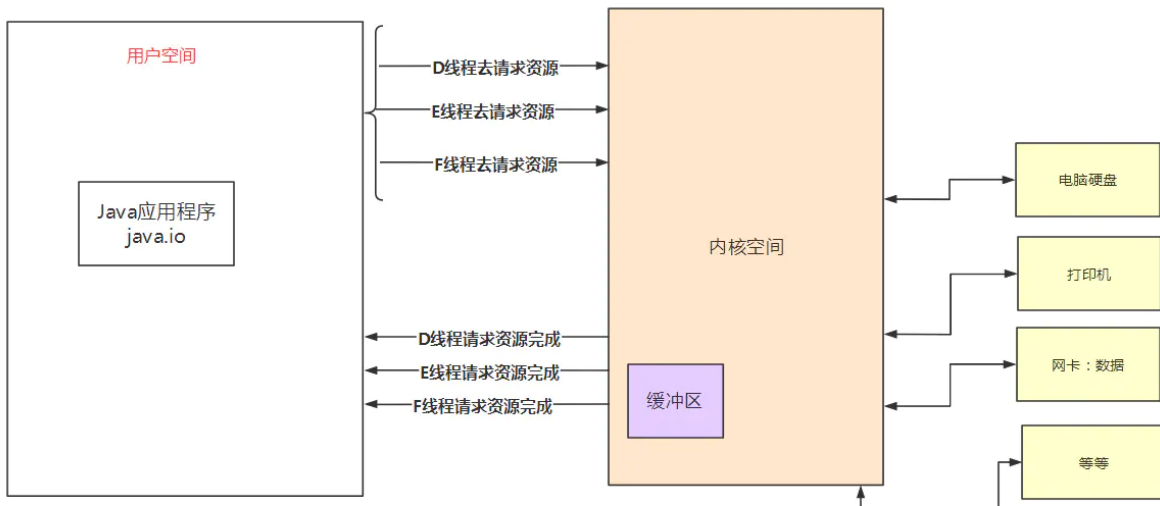 用户空间
D线程去请求资源
E线程去请求资源
F线程去请求资源
Java应用程序
java.io
D线程请求资源完成
E线程请求资源完成
F线程请求资源完成
内核空间
缓冲区
电脑硬盘
打印机
网卡：数据
等等